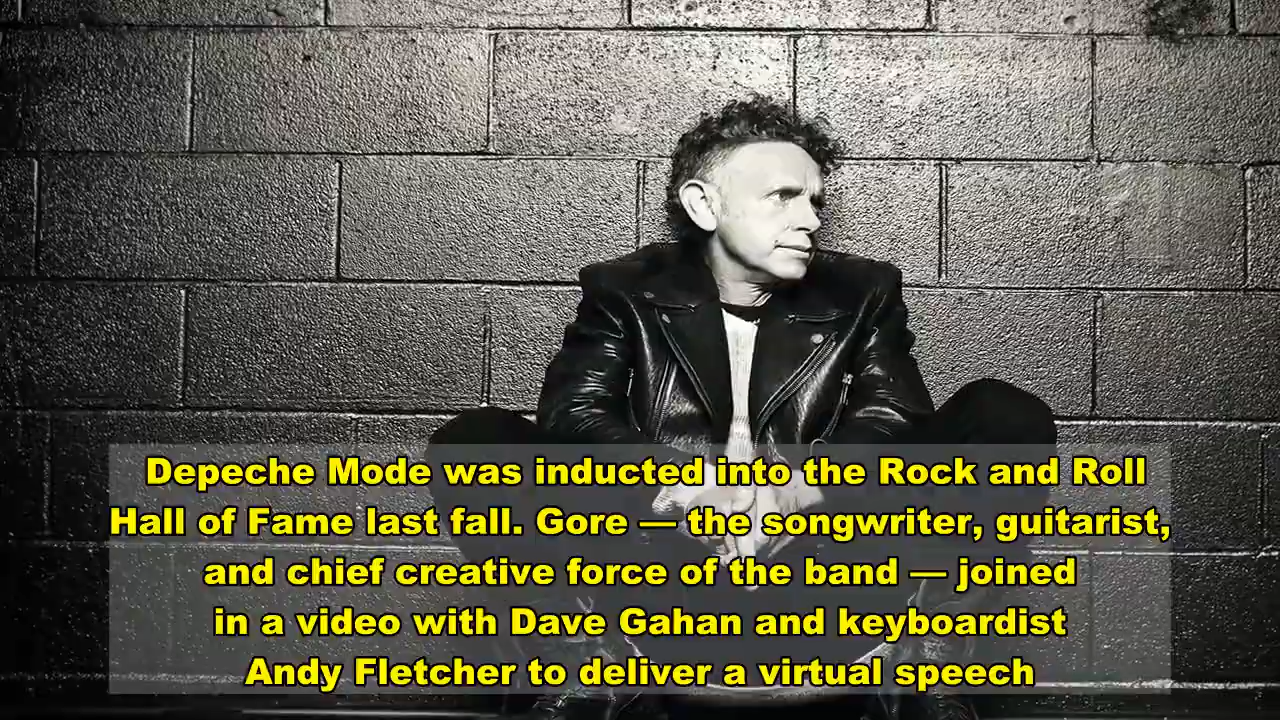 Depeche Mode was inducted into the Rock and Roll
Hall of Fame last fall. Gore — the songwriter, guitarist,
and chief creative force of the band — joined
in a video with Dave Gahan and keyboardist
Andy Fletcher to deliver a virtual speech